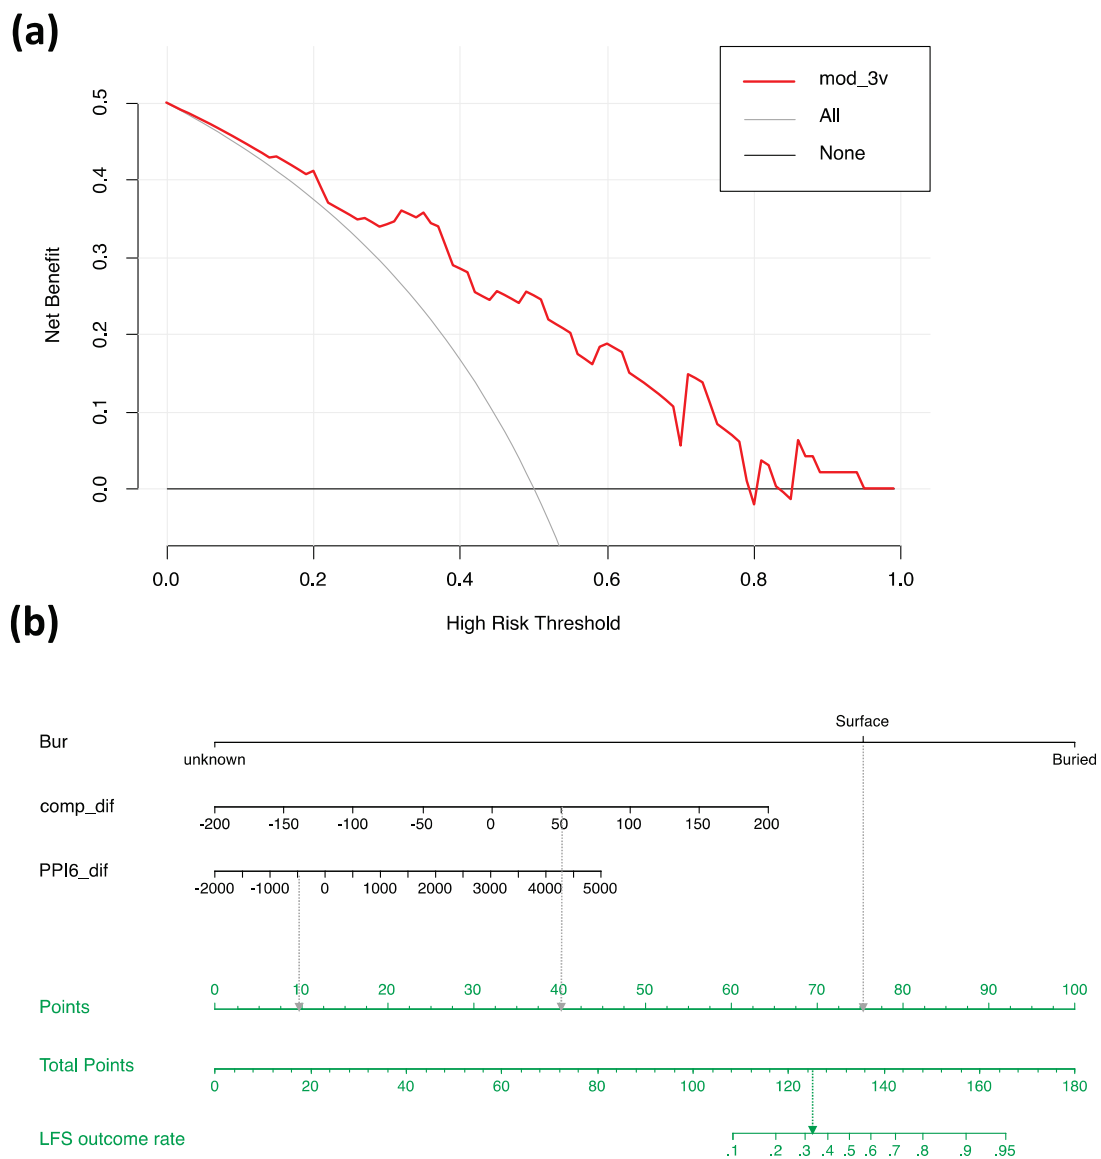 (a)
mod_3v
All
None
0.5
0.4
0.3
0.2
0.1
0.0
Net Benefit
0.0 0.2 0.4 0.6 0.8 1.0
High Risk Threshold
(b)
Surface
Bur
unknown Buried
comp_dif
-200 -150 -100 -50 0 50 100 150 200
PPI6_dif
-2000 -1000 0 1000 2000 3000 4000 5000
0 10 20 30 40 50 60 70 80 90 100
Points
Total Points
0 20 40 60 80 100 120 140 160 180
LFS outcome rate
.1 .2 .3 .4 .5 .6 .7 .8 .9 .95